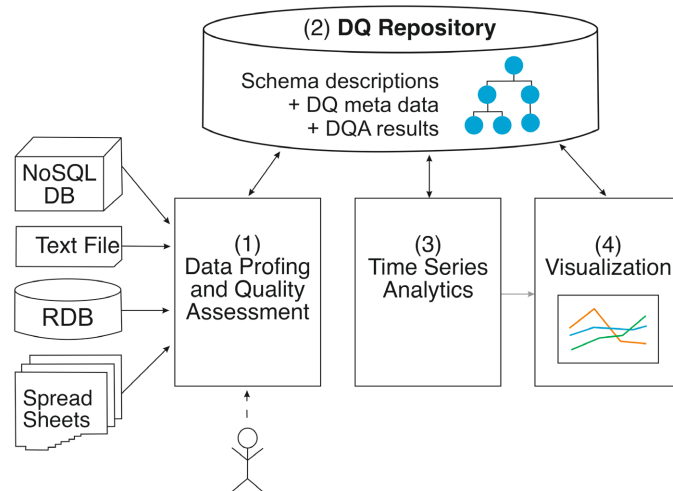 (2) DQ Repository
Schema descriptions
+ DQ meta data
+ DQA results
NoSQL
DB
Text File
RDB
Spread
Sheets
(1)
Data Profing
and Quality
Assessment
(3)
Time Series
Analytics
(4)
Visualization